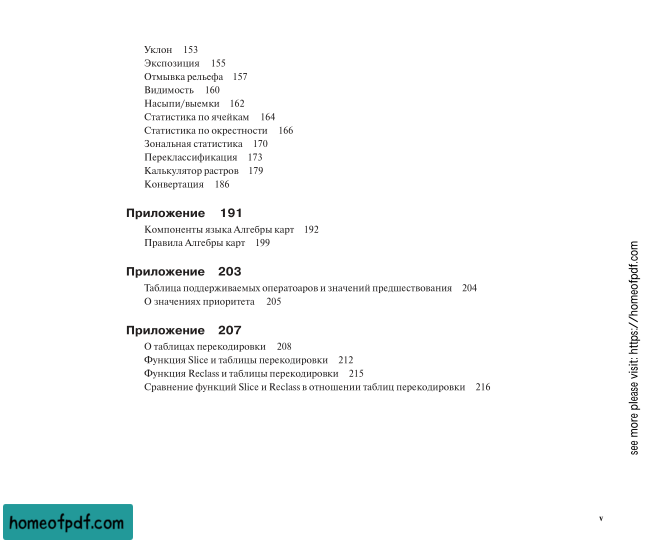 Уклон 153
Экспозиция 155
Отмывка рельефа 157
Видимость 160
Насыпи/выемки 162
Статистика по ячейкам 164
Статистика по окрестности 166
Зональная статистика 170
Переклассификация 173
Калькулятор растров 179
Конвертация 186
Приложение 191
Компоненты языка Алгебры карт 192
Правила Алгебры карт 199
Приложение 203
Таблица поддерживаемых оператоаров и значений предшествования 204
О значениях приоритета 205
Приложение 207
О таблицах перекодировки 208
Функция Slice и таблицы перекодировки 212
Функция Reclass и таблицы перекодировки 215
Сравнение функций Slice и Reclass в отношении таблиц перекодировки 216
see more please visit: https://homeofpdf.com
v
homeofpdf.com